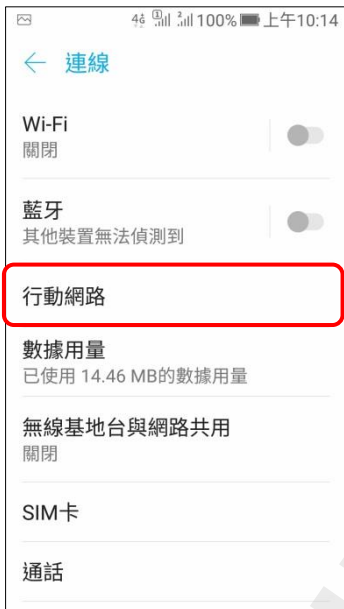 4G 1 2 100% 上午10:14
← 連線
Wi-Fi
關閉
藍牙
其他裝置無法偵測到
行動網路
數據用量
已使用 14.46 MB的數據用量
無線基地台與網路共用
關閉
SIM卡
通話